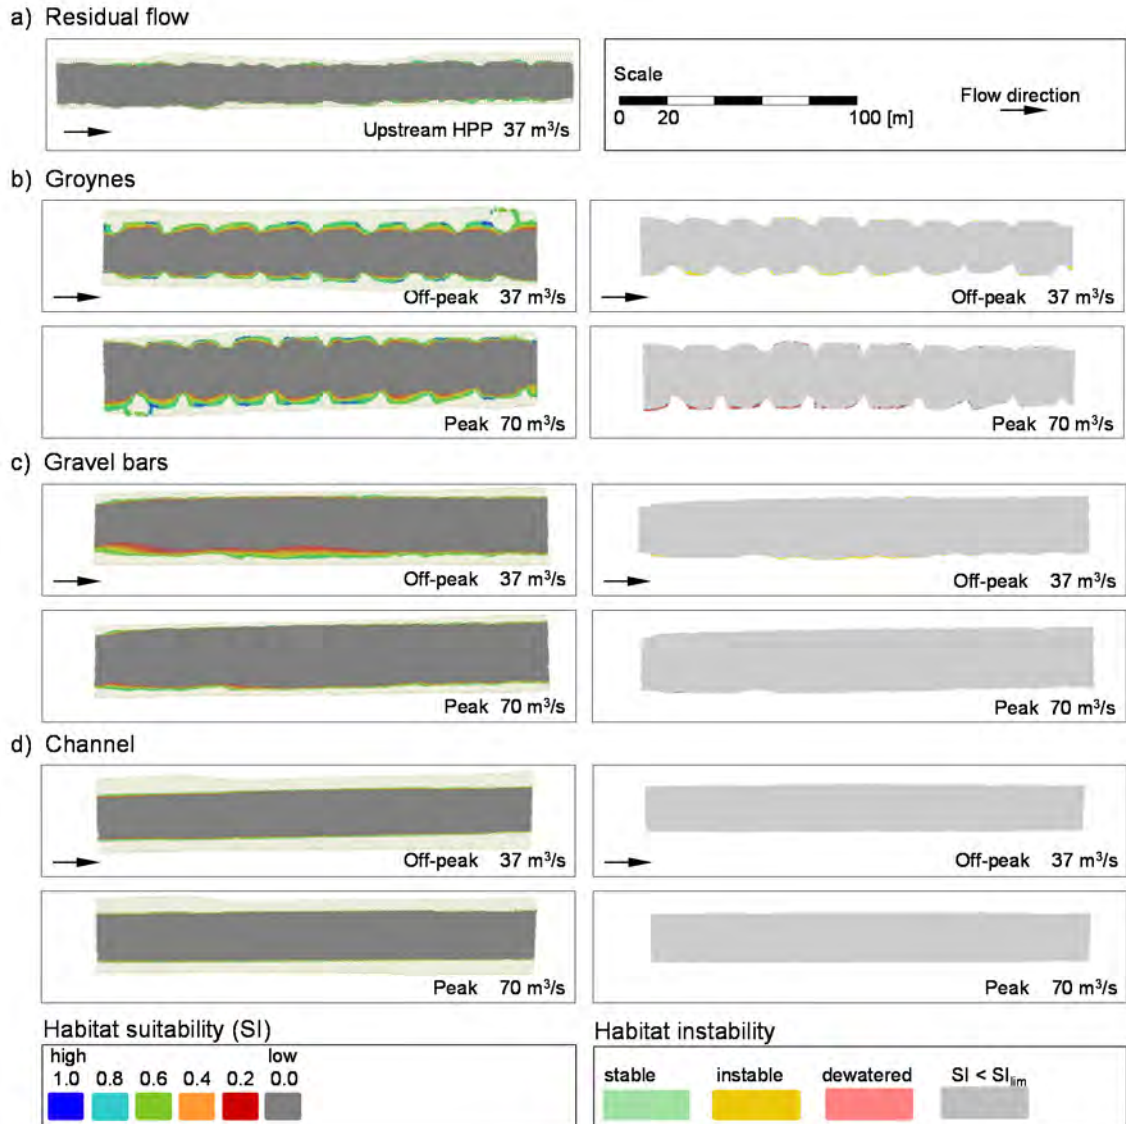 a) Residual flow
Upstream HPP 37 m³/s
Scale
0 20 100 [m]
Flow direction
b) Groynes
Off-peak 37 m³/s
Off-peak 37 m³/s
Peak 70 m³/s
Peak 70 m³/s
c) Gravel bars
Off-peak 37 m³/s
Off-peak 37 m³/s
Peak 70 m³/s
Peak 70 m³/s
d) Channel
Off-peak 37 m³/s
Off-peak 37 m³/s
Peak 70 m³/s
Peak 70 m³/s
Habitat suitability (SI)
high low
1.0 0.8 0.6 0.4 0.2 0.0
Habitat instability
stable instable dewatered SI < SIlim